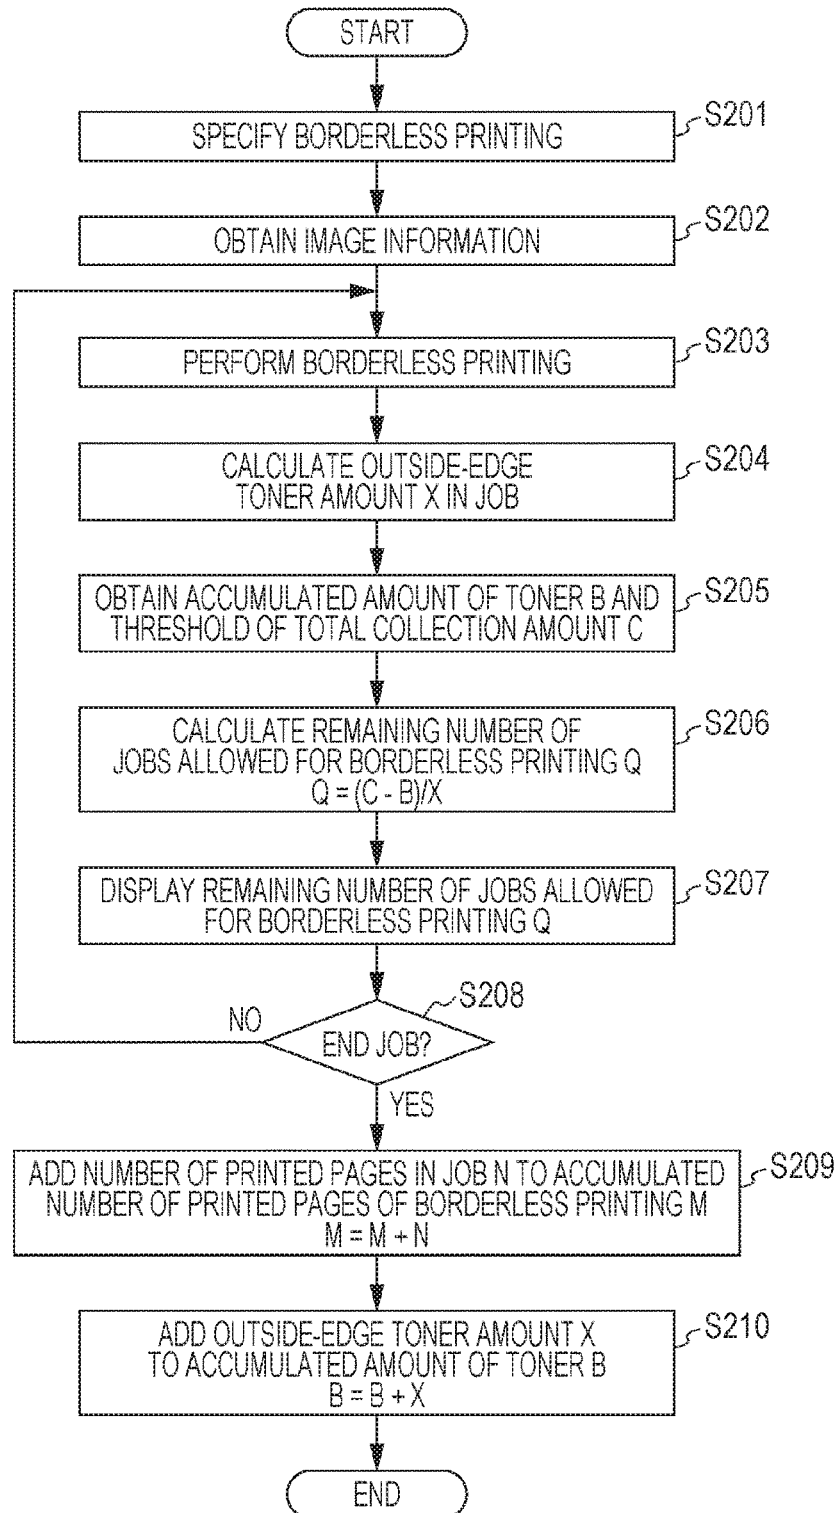 START
SPECIFY BORDERLESS PRINTING
S201
OBTAIN IMAGE INFORMATION
S202
PERFORM BORDERLESS PRINTING
S203
CALCULATE OUTSIDE-EDGE
TONER AMOUNT X IN JOB
S204
OBTAIN ACCUMULATED AMOUNT OF TONER B AND
THRESHOLD OF TOTAL COLLECTION AMOUNT C
S205
CALCULATE REMAINING NUMBER OF
JOBS ALLOWED FOR BORDERLESS PRINTING Q
Q = (C - B)/X
S206
DISPLAY REMAINING NUMBER OF JOBS ALLOWED
FOR BORDERLESS PRINTING Q
S207
S208
NO
END JOB?
YES
ADD NUMBER OF PRINTED PAGES IN JOB N TO ACCUMULATED
NUMBER OF PRINTED PAGES OF BORDERLESS PRINTING M
M = M + N
S209
ADD OUTSIDE-EDGE TONER AMOUNT X
TO ACCUMULATED AMOUNT OF TONER B
B = B + X
S210
END